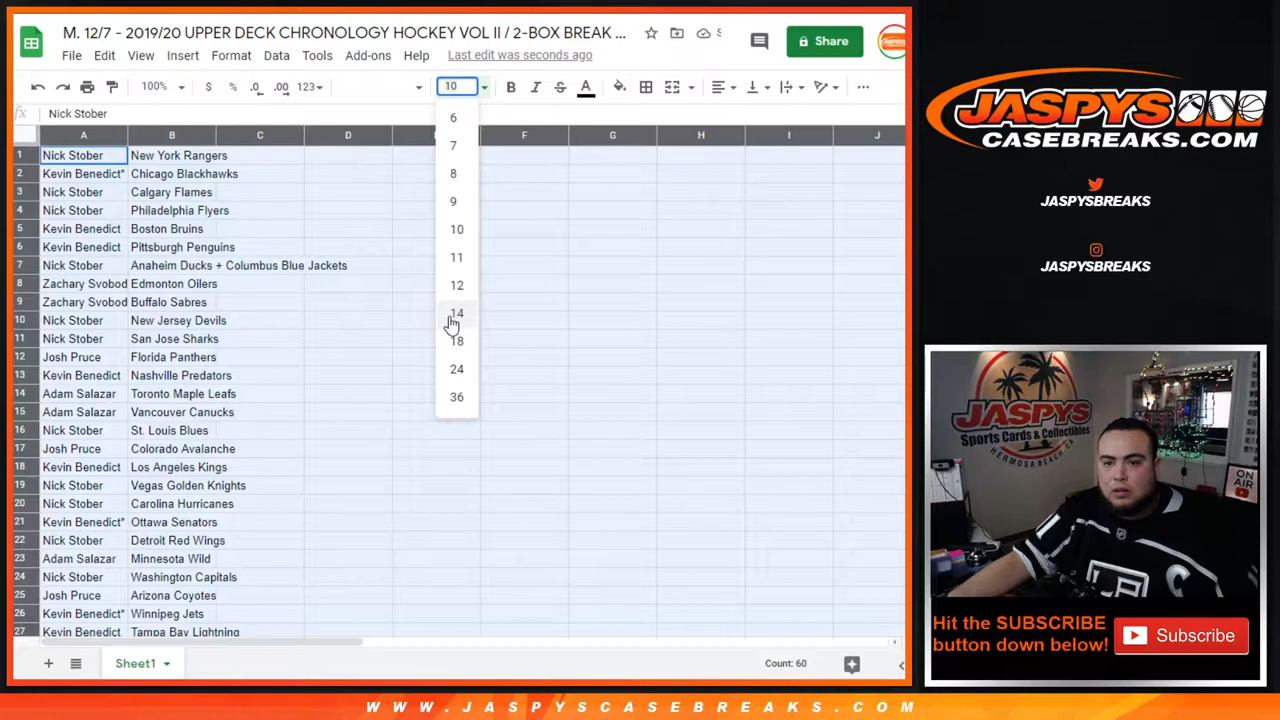 M. 12/7 - 2019/20 UPPER DECK CHRONOLOGY HOCKEY VOL II / 2-BOX BREAK ...
File Edit View Insert Format Data Tools Add-ons Help Last edit was seconds ago
Share
100% $ % .0 .00 123 10 B I S A
fx Nick Stober
A B C D F G H I J
1 Nick Stober New York Rangers
2 Kevin Benedict* Chicago Blackhawks
3 Nick Stober Calgary Flames
4 Nick Stober Philadelphia Flyers
5 Kevin Benedict Boston Bruins
6 Kevin Benedict Pittsburgh Penguins
7 Nick Stober Anaheim Ducks + Columbus Blue Jackets
8 Zachary Svobod Edmonton Oilers
9 Zachary Svobod Buffalo Sabres
10 Nick Stober New Jersey Devils
11 Nick Stober San Jose Sharks
12 Josh Pruce Florida Panthers
13 Kevin Benedict Nashville Predators
14 Adam Salazar Toronto Maple Leafs
15 Adam Salazar Vancouver Canucks
16 Nick Stober St. Louis Blues
17 Josh Pruce Colorado Avalanche
18 Kevin Benedict Los Angeles Kings
19 Nick Stober Vegas Golden Knights
20 Nick Stober Carolina Hurricanes
21 Kevin Benedict* Ottawa Senators
22 Nick Stober Detroit Red Wings
23 Adam Salazar Minnesota Wild
24 Nick Stober Washington Capitals
25 Josh Pruce Arizona Coyotes
26 Kevin Benedict* Winnipeg Jets
27 Kevin Benedict Tampa Bay Lightning
6
7
8
9
10
11
12
14
18
24
36
Sheet1
Count: 60
JASPYS
CASEBREAKS.COM
JASPYSBREAKS
JASPYSBREAKS
JASPYS
Sports Cards & Collectibles
HERMOSA BEACH, CA
ON
AIR
Hit the SUBSCRIBE
button down below!
Subscribe
WWW.JASPYSCASEBREAKS.COM